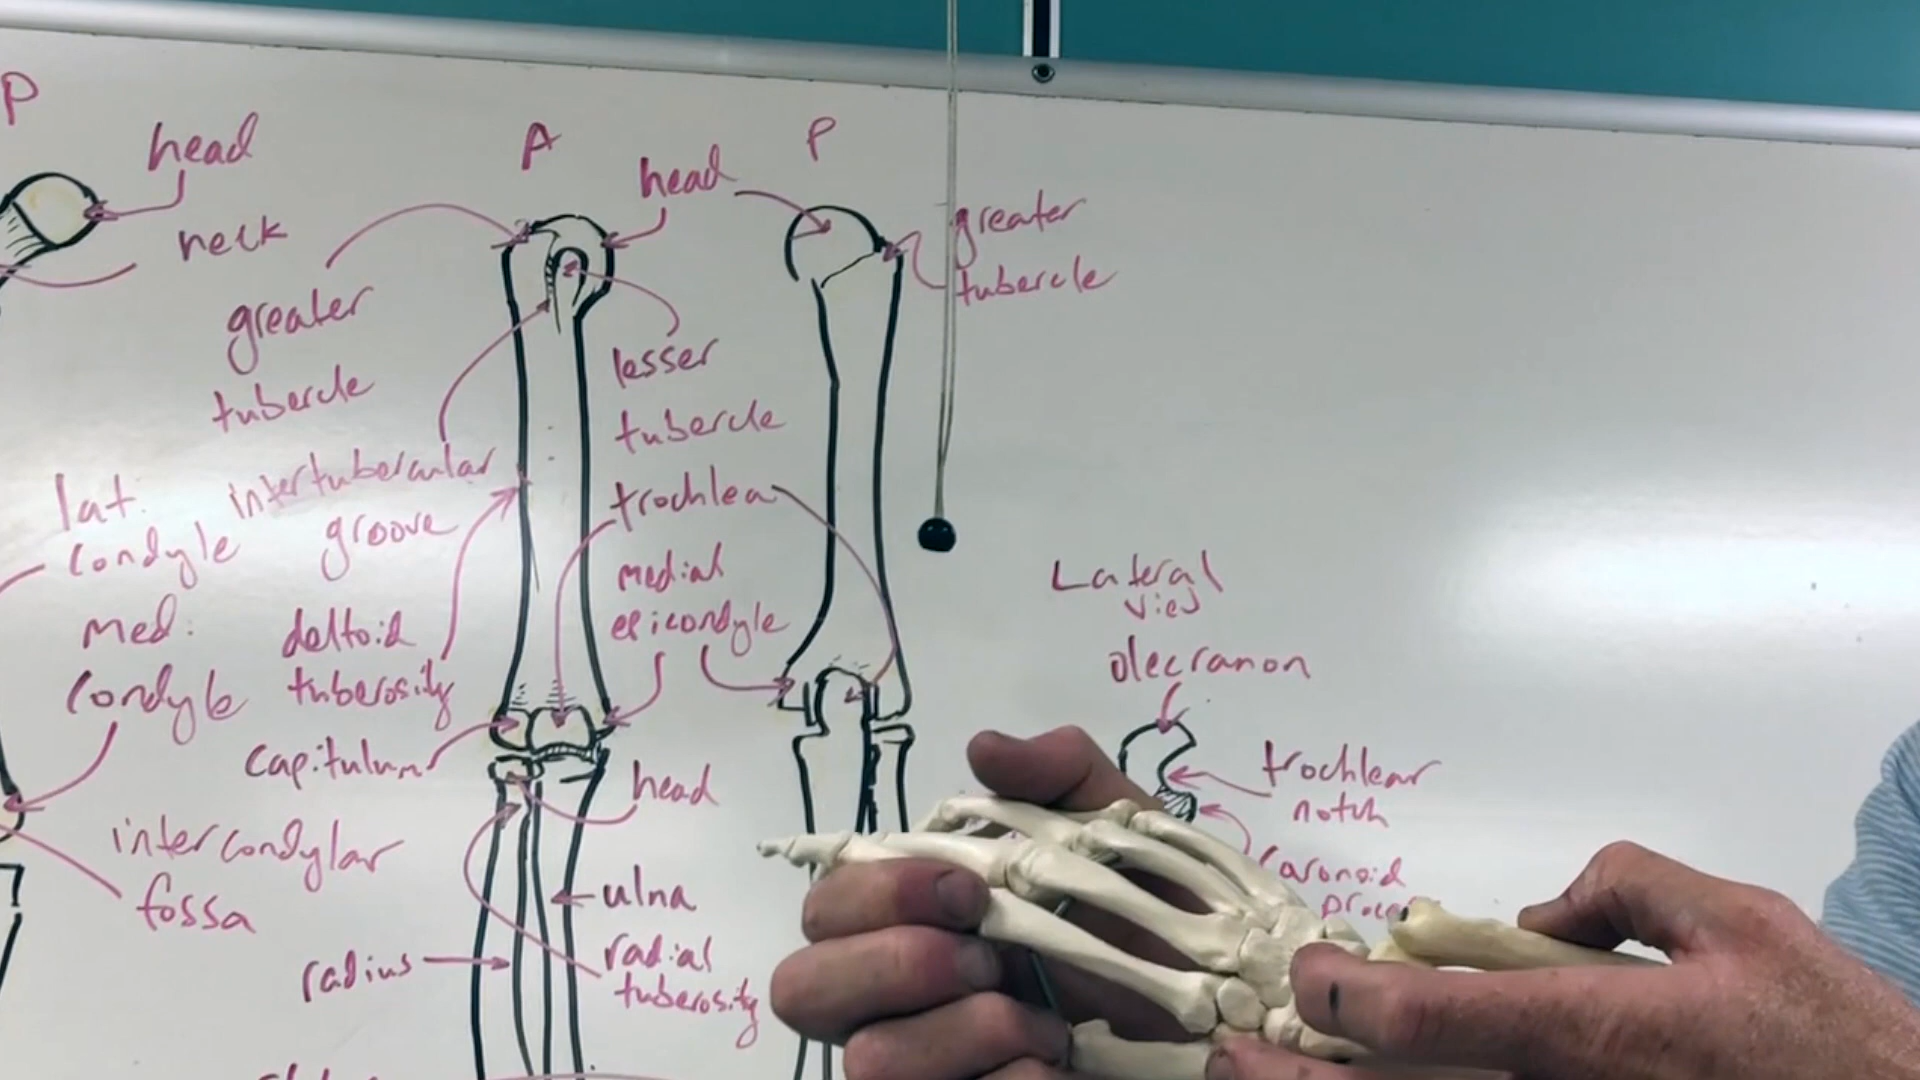 P
head
neck
A
head
P
greater
tubercle
greater
tubercle
lesser
tubercle
intertubercular
groove
trochlea
lat.
condyle
med.
condyle
deltoid
tuberosity
medial
epicondyle
capitulum
head
intercondylar
fossa
ulna
radius
radial
tuberosity
Lateral
view
olecranon
trochlear
notch
coronoid